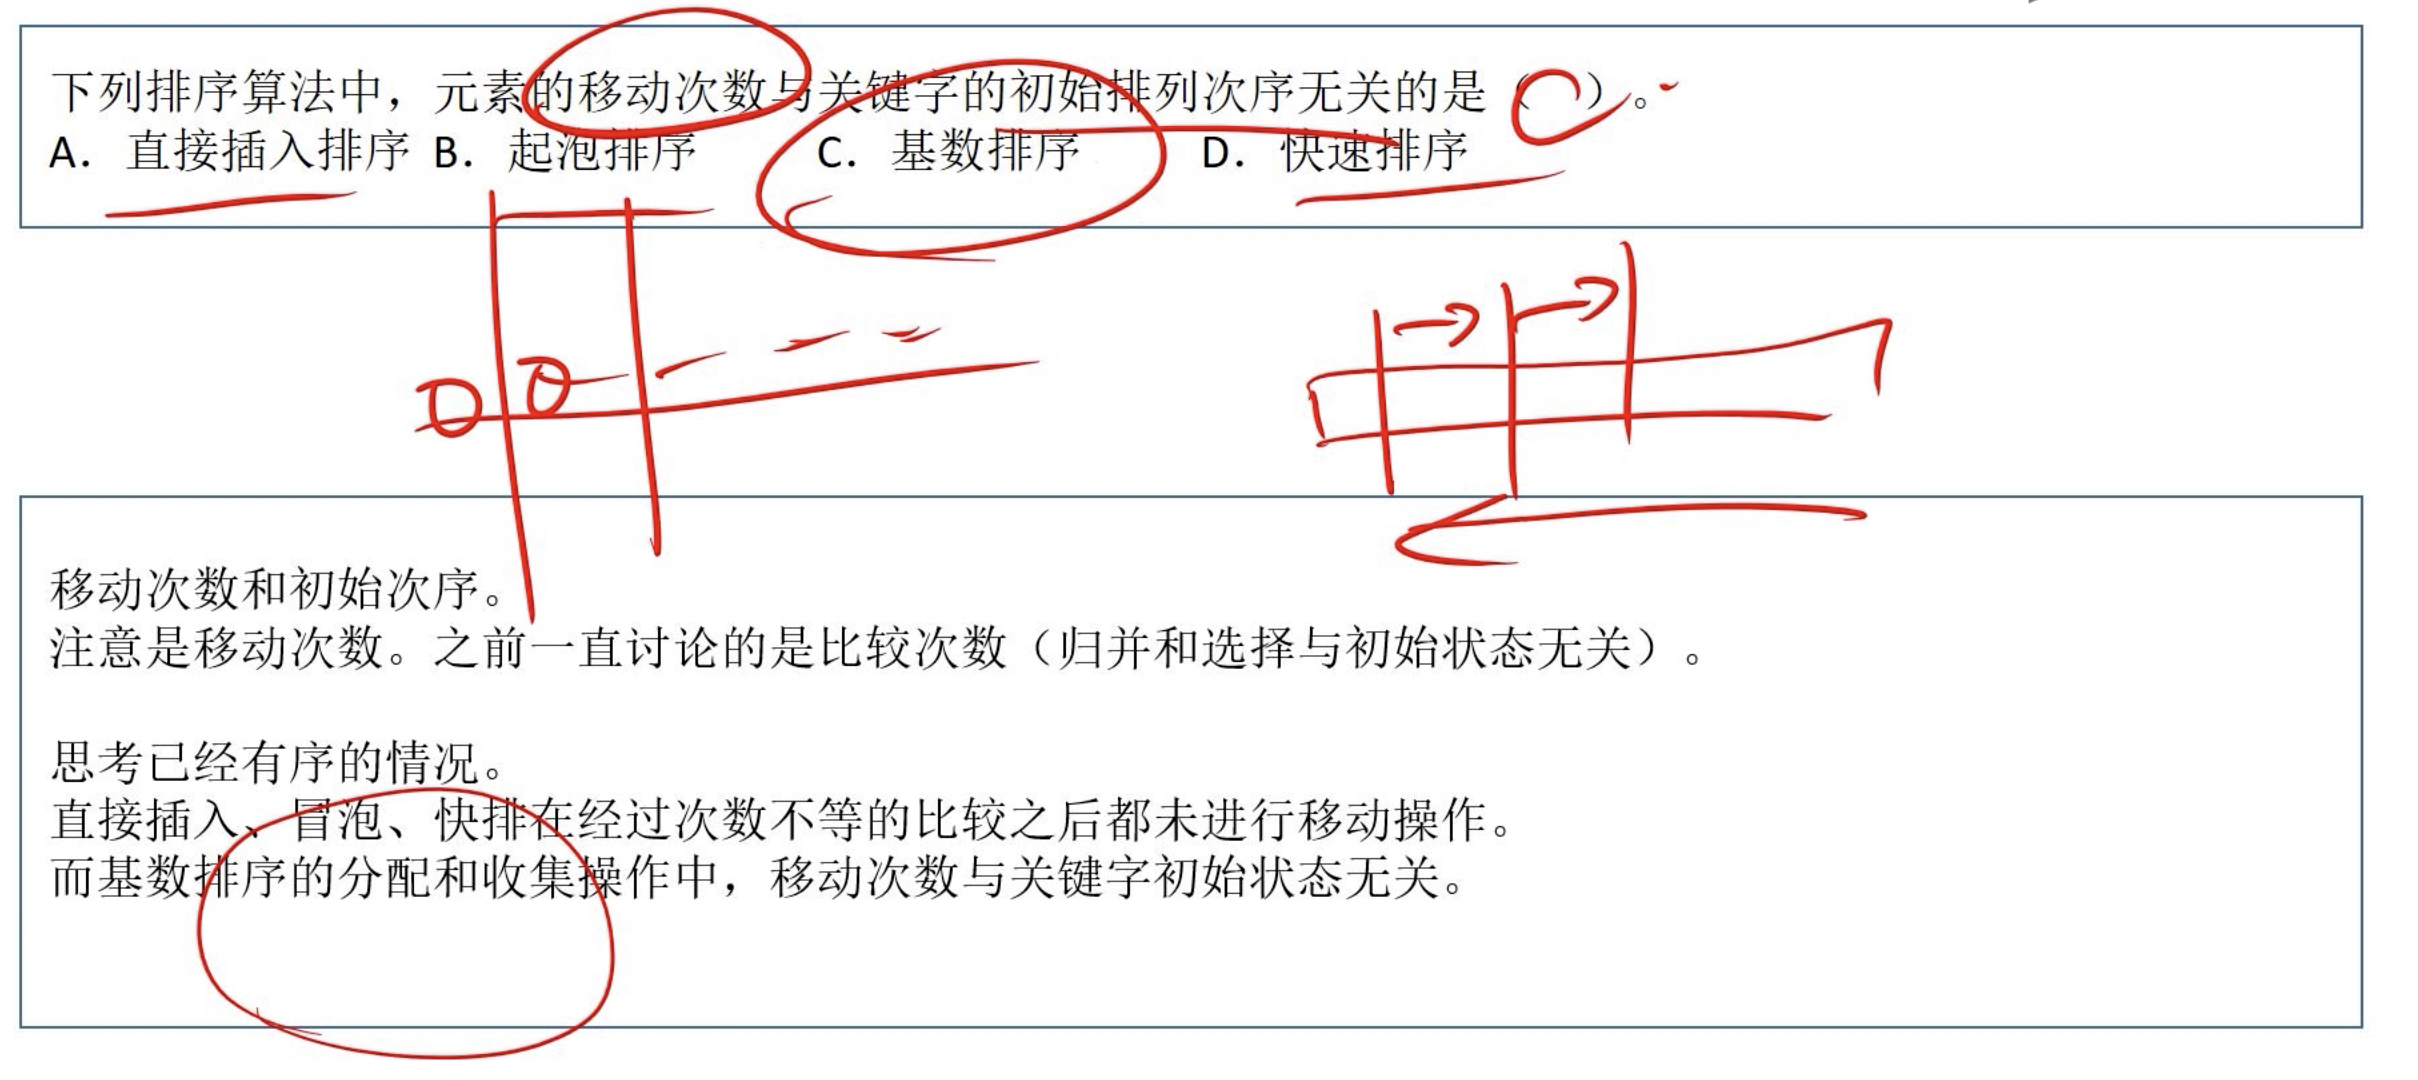 下列排序算法中，元素的移动次数与关键字的初始排列次序无关的是（C）。
A. 直接插入排序 B. 起泡排序 C. 基数排序 D. 快速排序
移动次数和初始次序。
注意是移动次数。之前一直讨论的是比较次数（归并和选择与初始状态无关）。
思考已经有序的情况。
直接插入、冒泡、快排在经过次数不等的比较之后都未进行移动操作。
而基数排序的分配和收集操作中，移动次数与关键字初始状态无关。